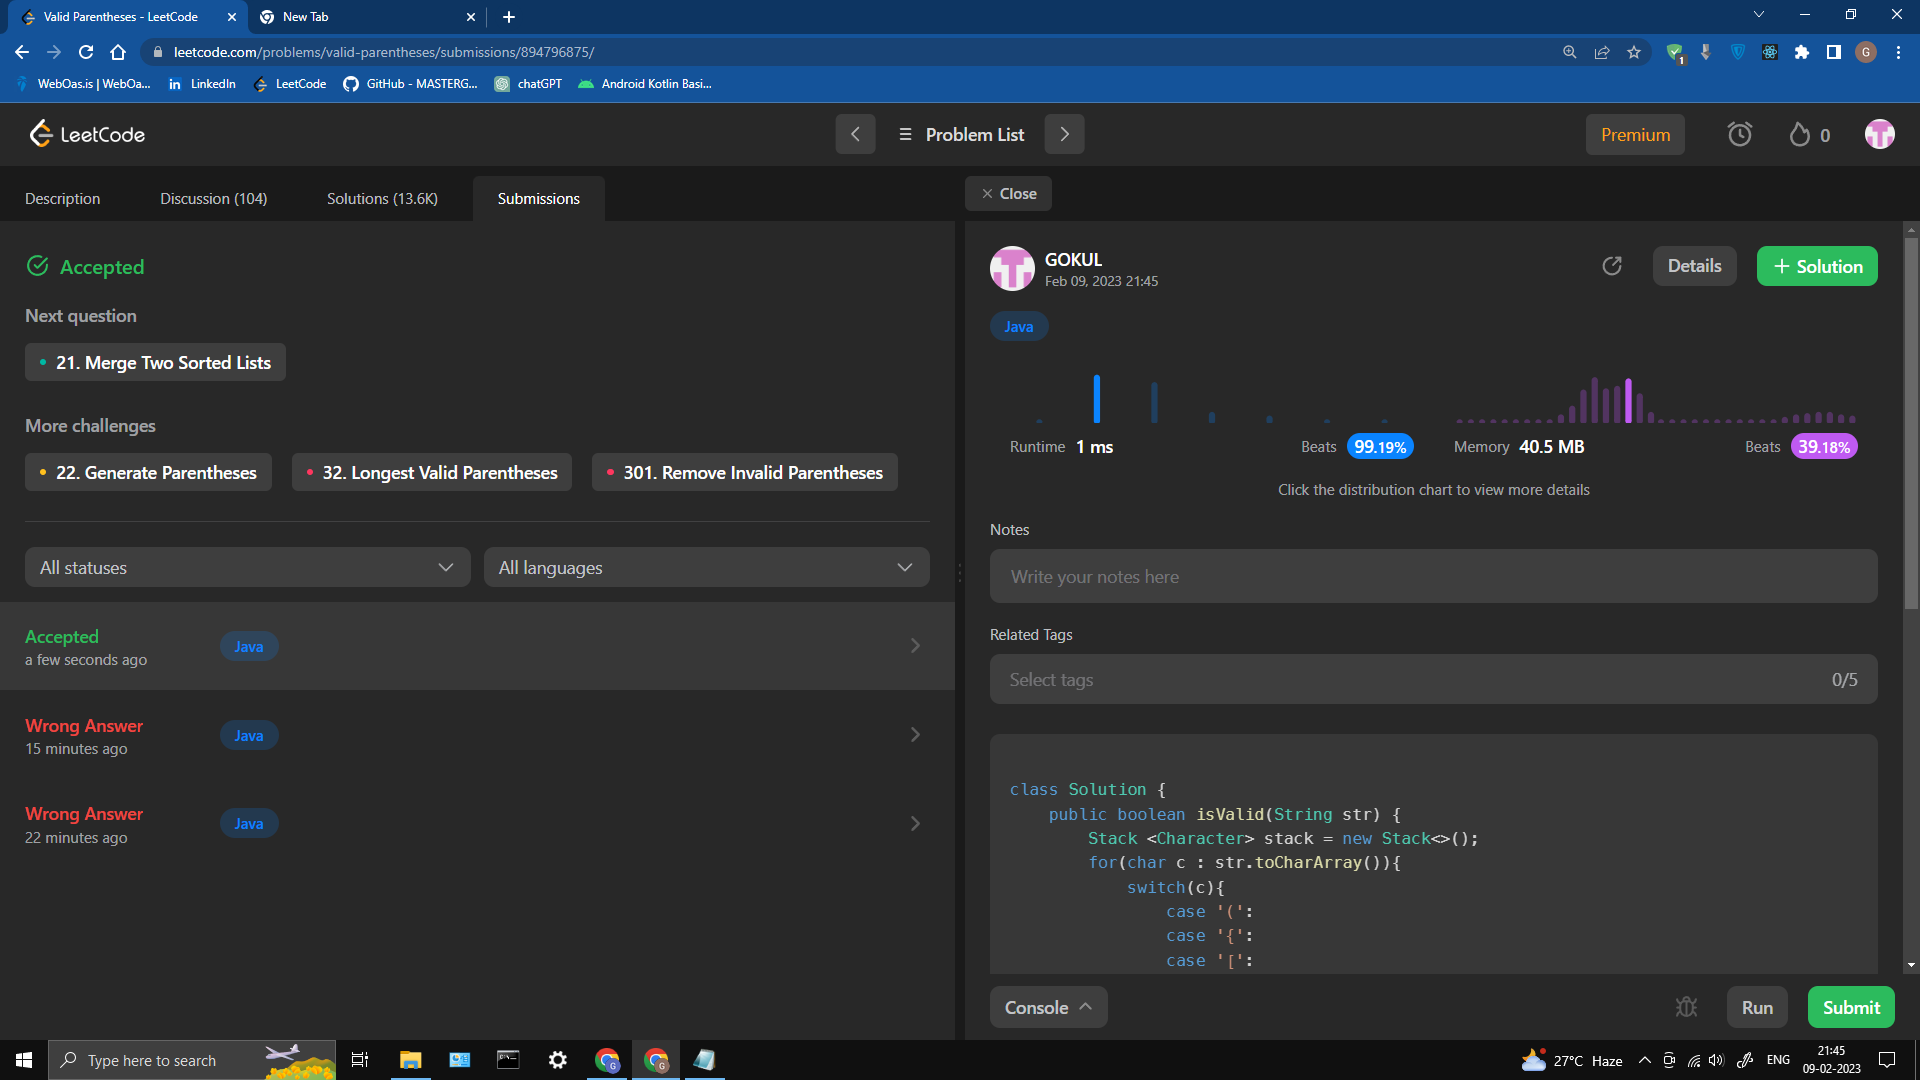 Valid Parentheses - LeetCode
New Tab
leetcode.com/problems/valid-parentheses/submissions/894796875/
1
G
WebOas.is | WebOa...
LinkedIn
LeetCode
GitHub - MASTERG...
chatGPT
Android Kotlin Basi...
LeetCode
Problem List
Premium
0
Description
Discussion (104)
Solutions (13.6K)
Submissions
Close
Accepted
Next question
21. Merge Two Sorted Lists
More challenges
22. Generate Parentheses
32. Longest Valid Parentheses
301. Remove Invalid Parentheses
All statuses
All languages
Accepted
a few seconds ago
Java
Wrong Answer
15 minutes ago
Java
Wrong Answer
22 minutes ago
Java
GOKUL
Feb 09, 2023 21:45
Details
+ Solution
Java
Runtime 1 ms
Beats 99.19%
Memory 40.5 MB
Beats 39.18%
Click the distribution chart to view more details
Notes
Write your notes here
Related Tags
Select tags
0/5
class Solution {
public boolean isValid(String str) {
Stack <Character> stack = new Stack<>();
for(char c : str.toCharArray()){
switch(c){
case '(':
case '{':
case '[':
Console
Run
Submit
Type here to search
G
G
27°C Haze
ENG
21:45
09-02-2023